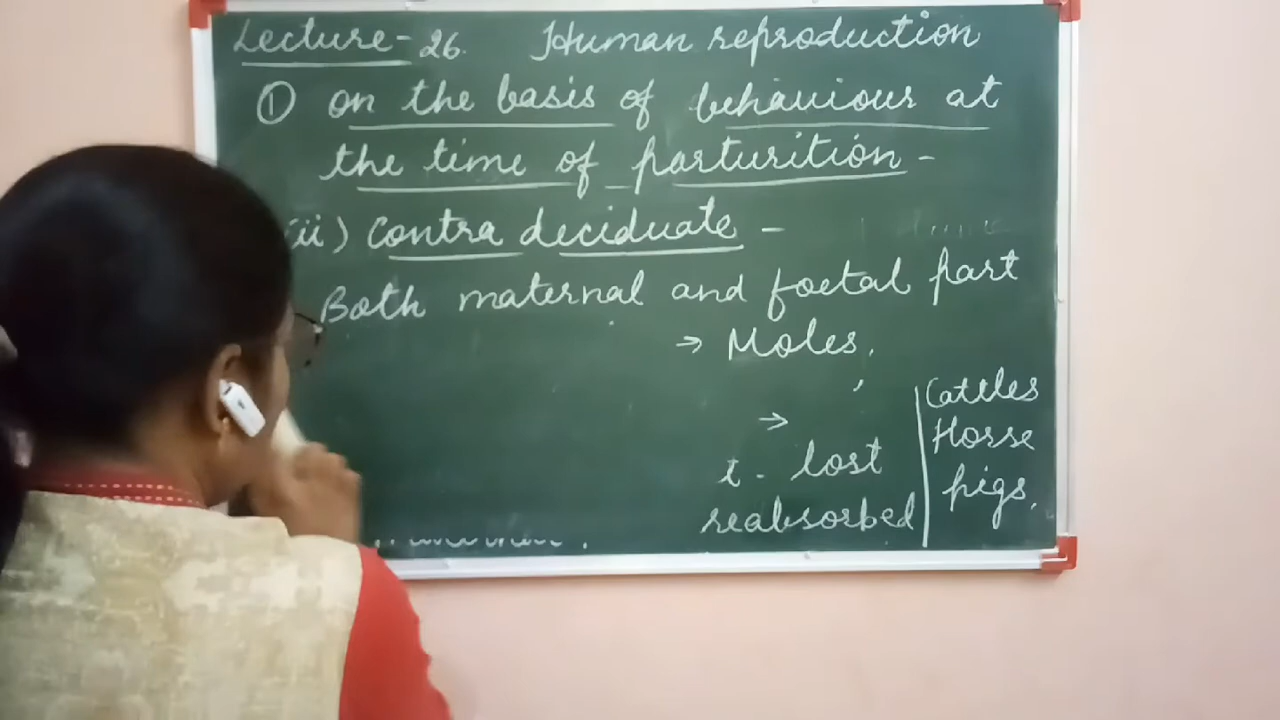 Lecture - 26. Human reproduction
① on the basis of behaviour at
the time of parturition -
(ii) Contra deciduate -
Both maternal and foetal part
→ Moles,
→
t - lost
reabsorbed
Cattles
Horse
pigs.